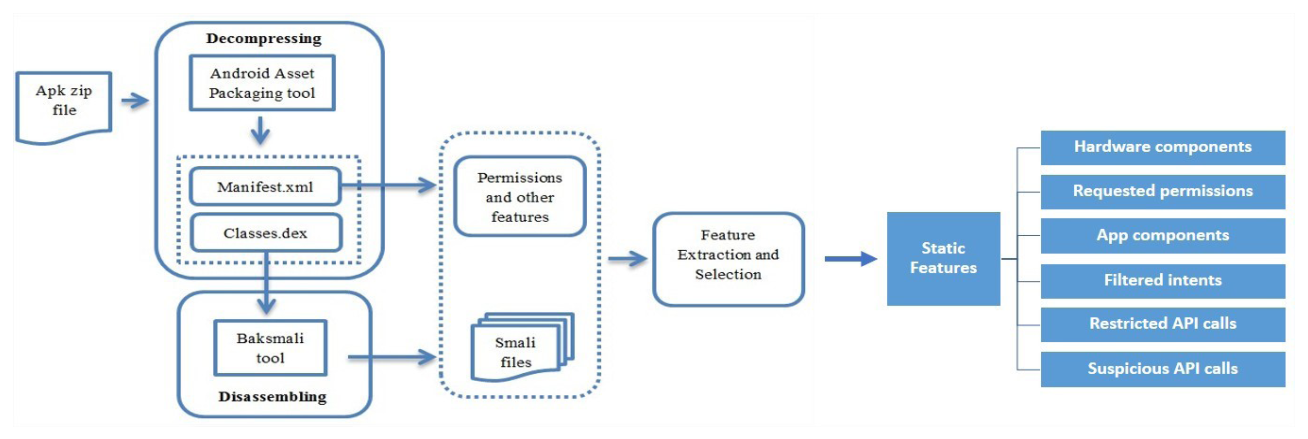 Decompressing
Apk zip
file
Android Asset
Packaging tool
Manifest.xml
Classes.dex
Baksmali
tool
Disassembling
Permissions
and other
features
Smali
files
Feature
Extraction and
Selection
Static
Features
Hardware components
Requested permissions
App components
Filtered intents
Restricted API calls
Suspicious API calls